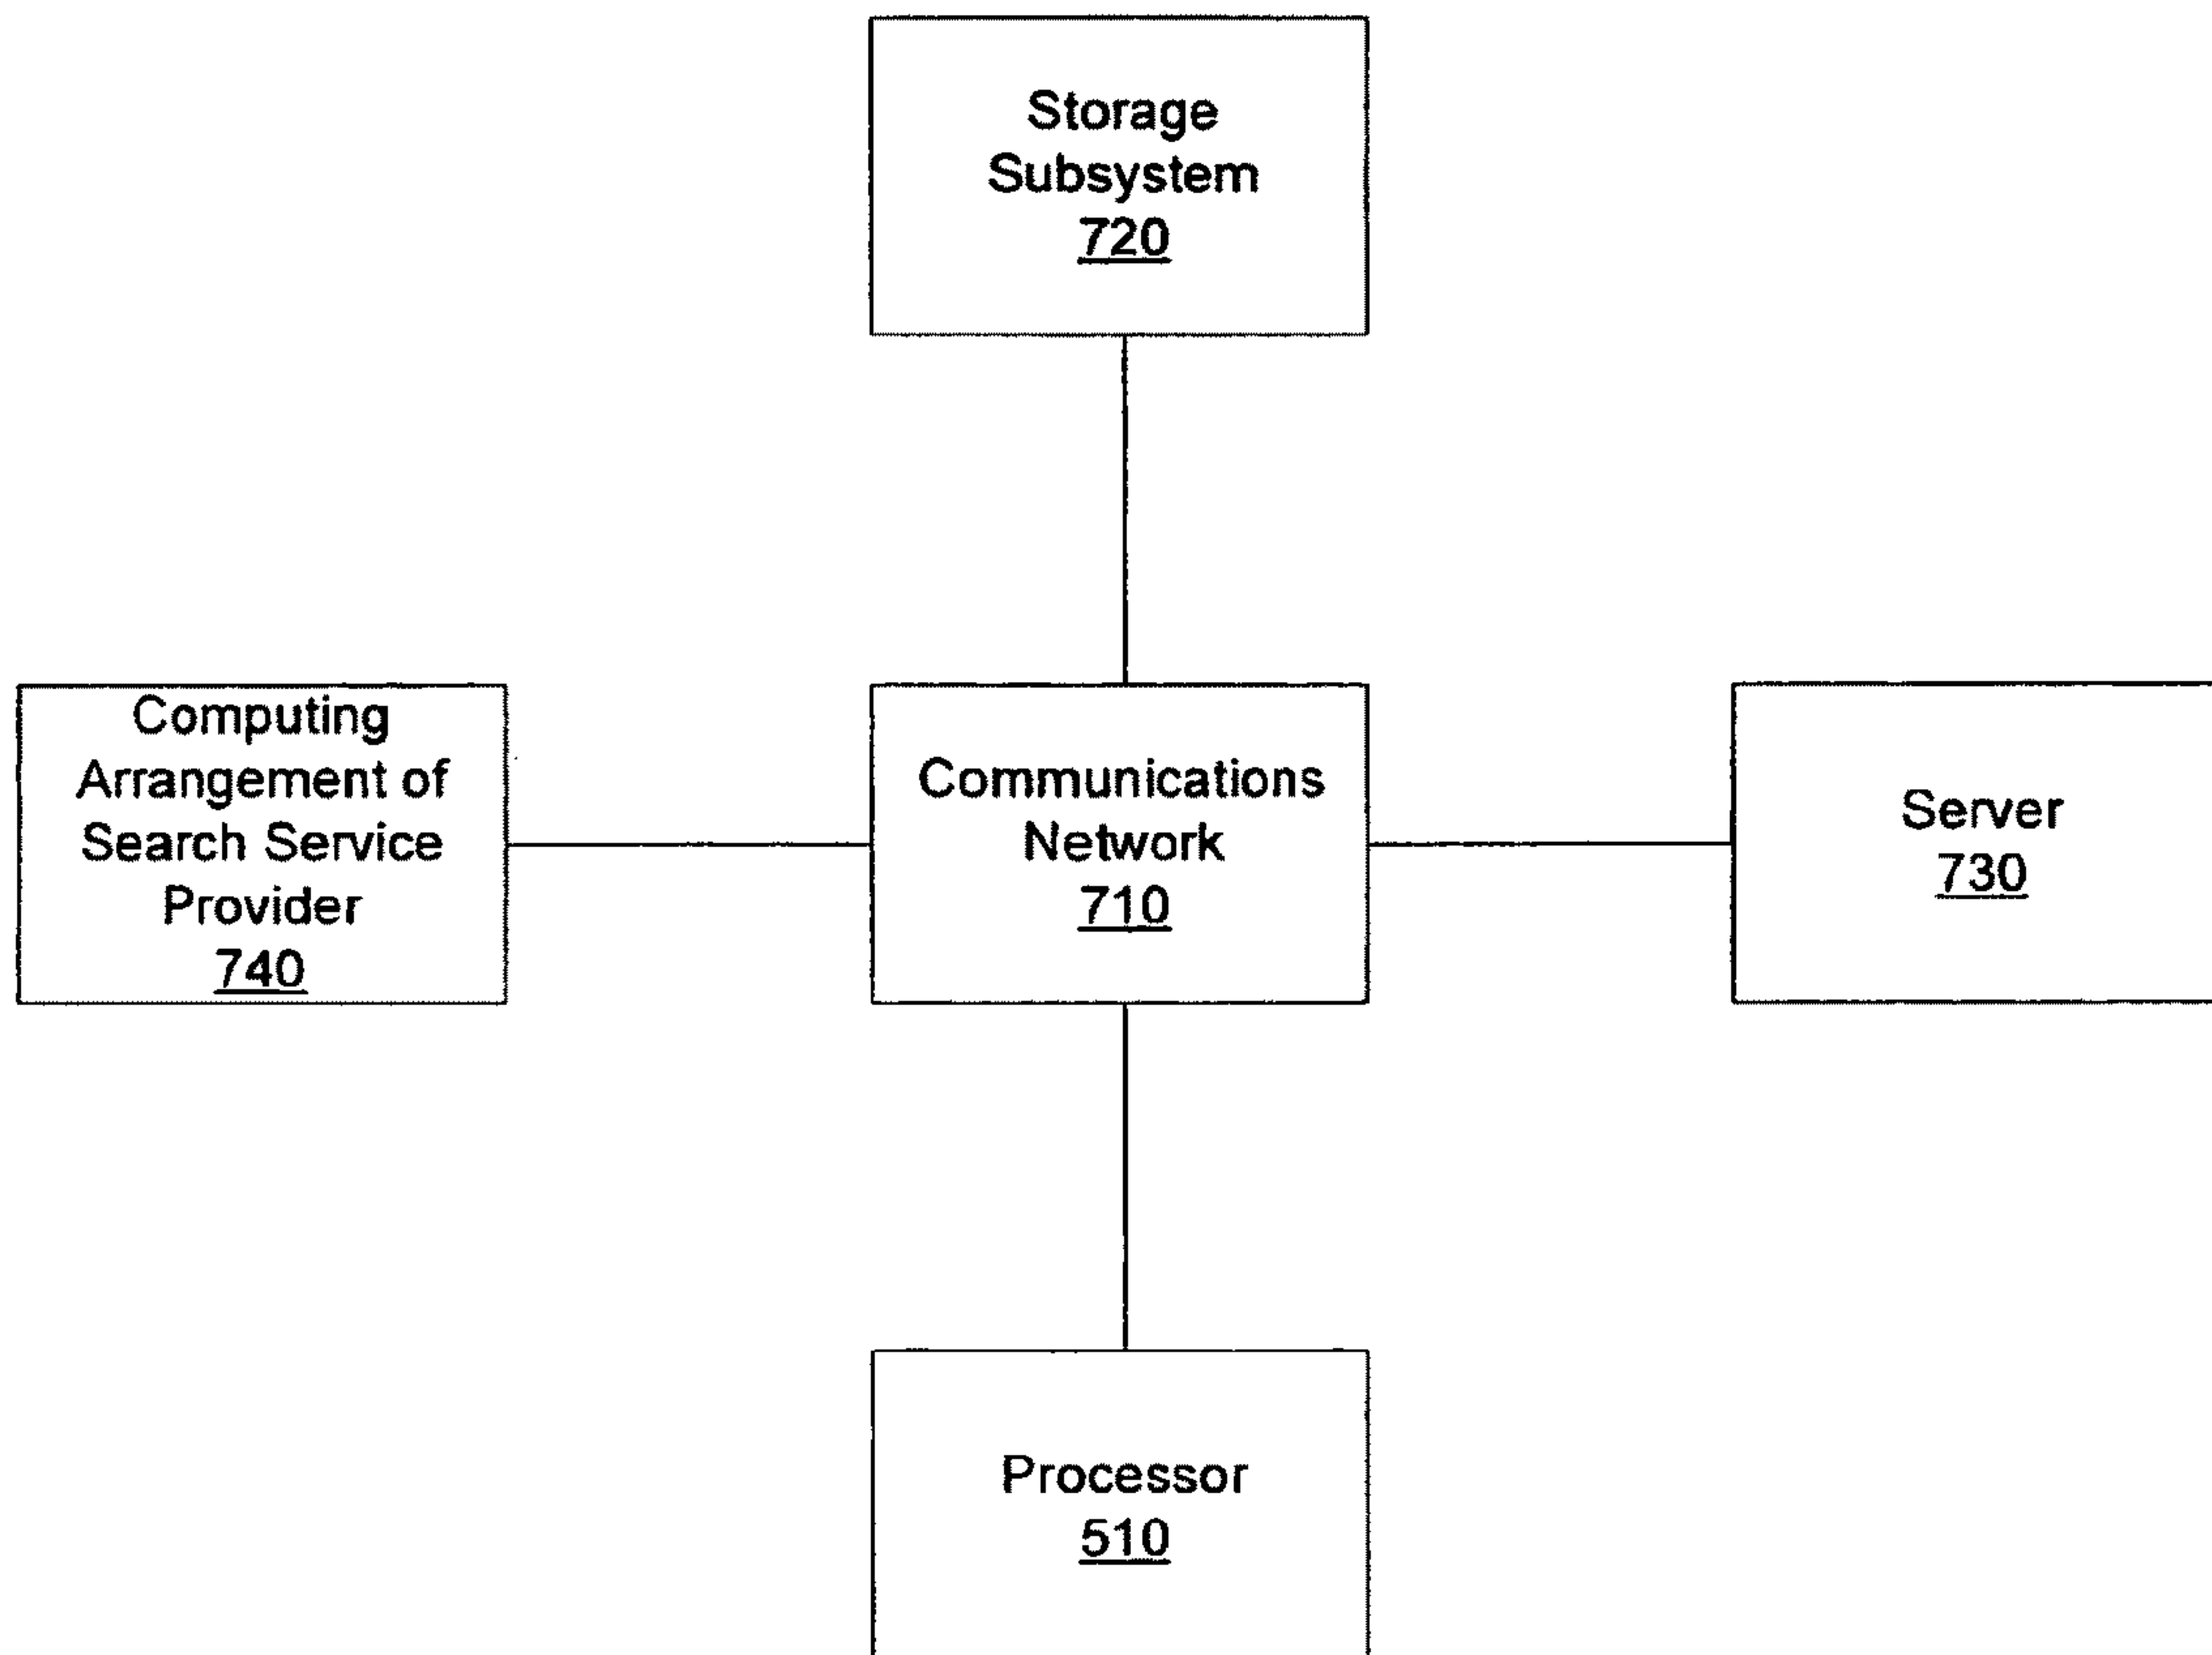 Storage
Subsystem
720
Computing
Arrangement of
Search Service
Provider
740
Communications
Network
710
Server
730
Processor
510